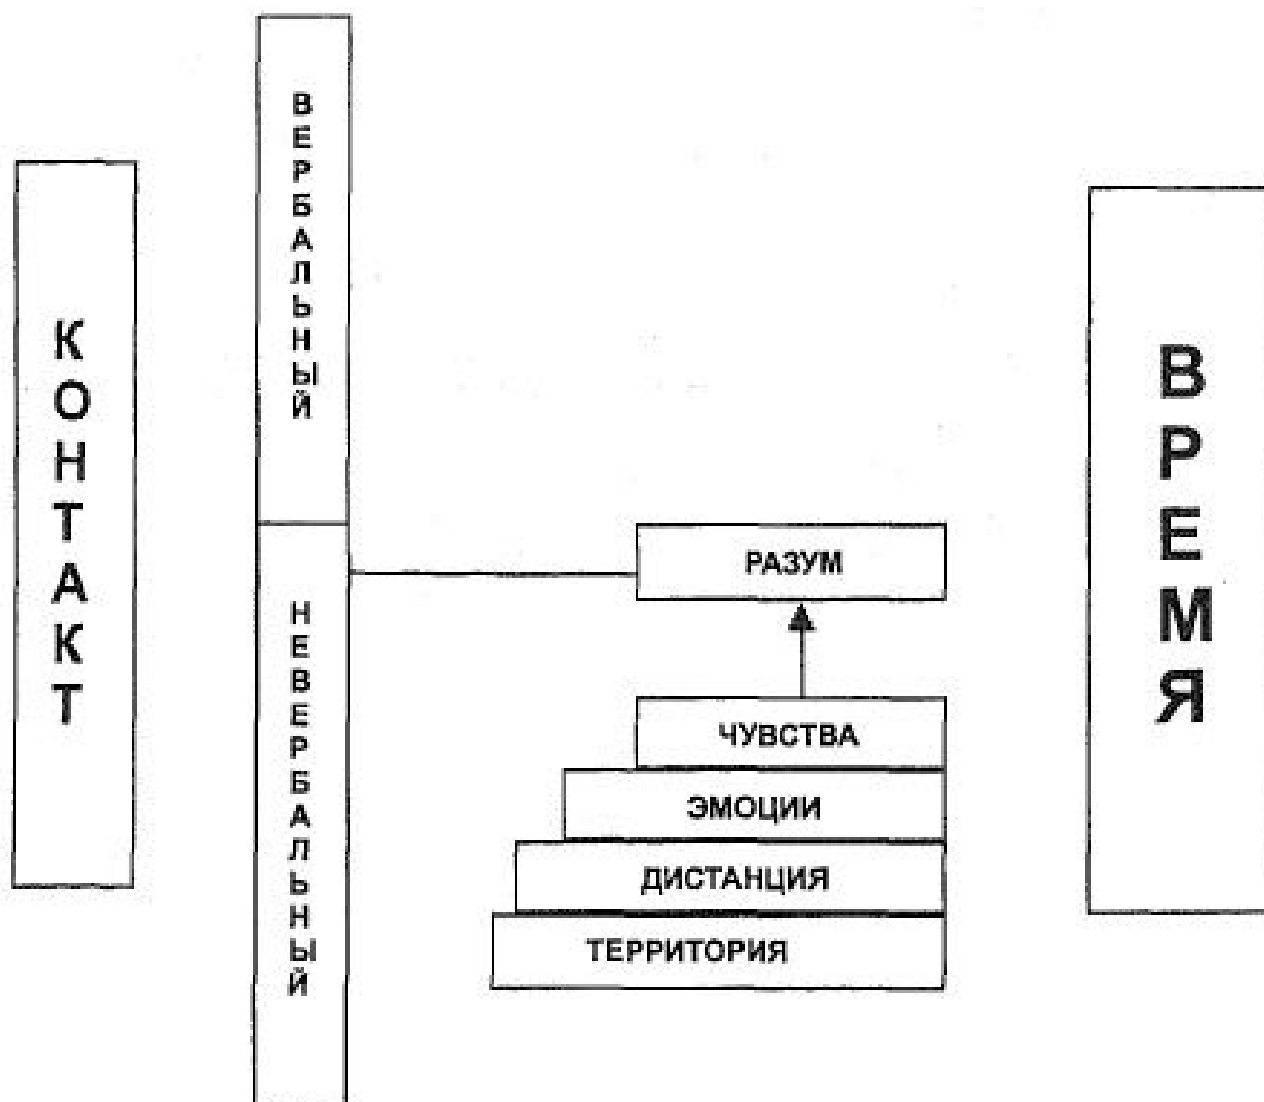 КОНТАКТ
ВЕРБАЛЬНЫЙ
НЕВЕРБАЛЬНЫЙ
РАЗУМ
ЧУВСТВА
ЭМОЦИИ
ДИСТАНЦИЯ
ТЕРРИТОРИЯ
ВРЕМЯ